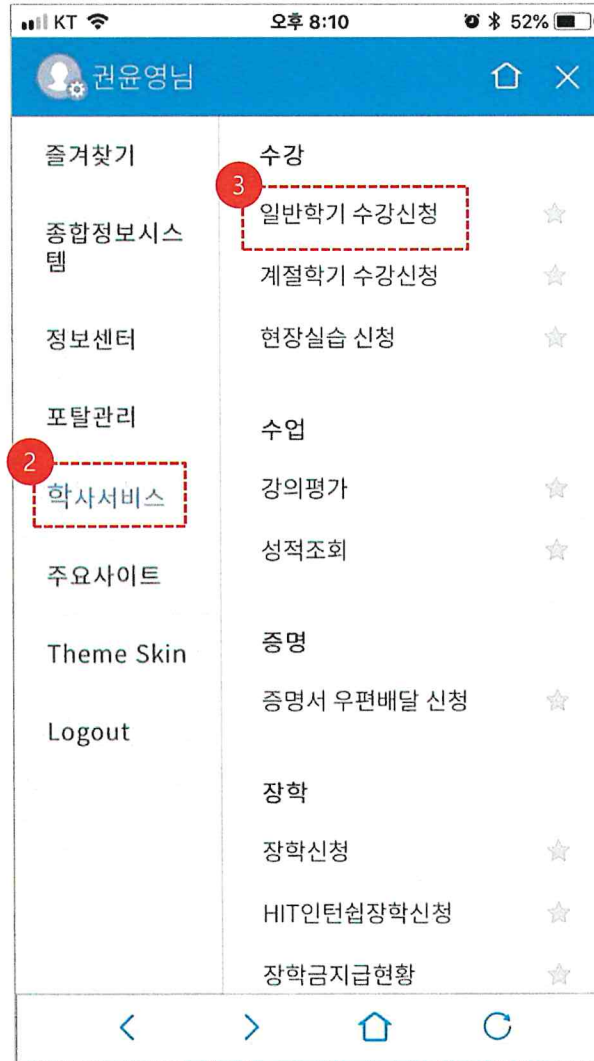 KT 오후 8:10 52%
권윤영님
즐겨찾기
종합정보시스
템
정보센터
포탈관리
2
학사서비스
주요사이트
Theme Skin
Logout
수강
3
일반학기 수강신청
계절학기 수강신청
현장실습 신청
수업
강의평가
성적조회
증명
증명서 우편배달 신청
장학
장학신청
HIT인턴쉽장학신청
장학금지급현황